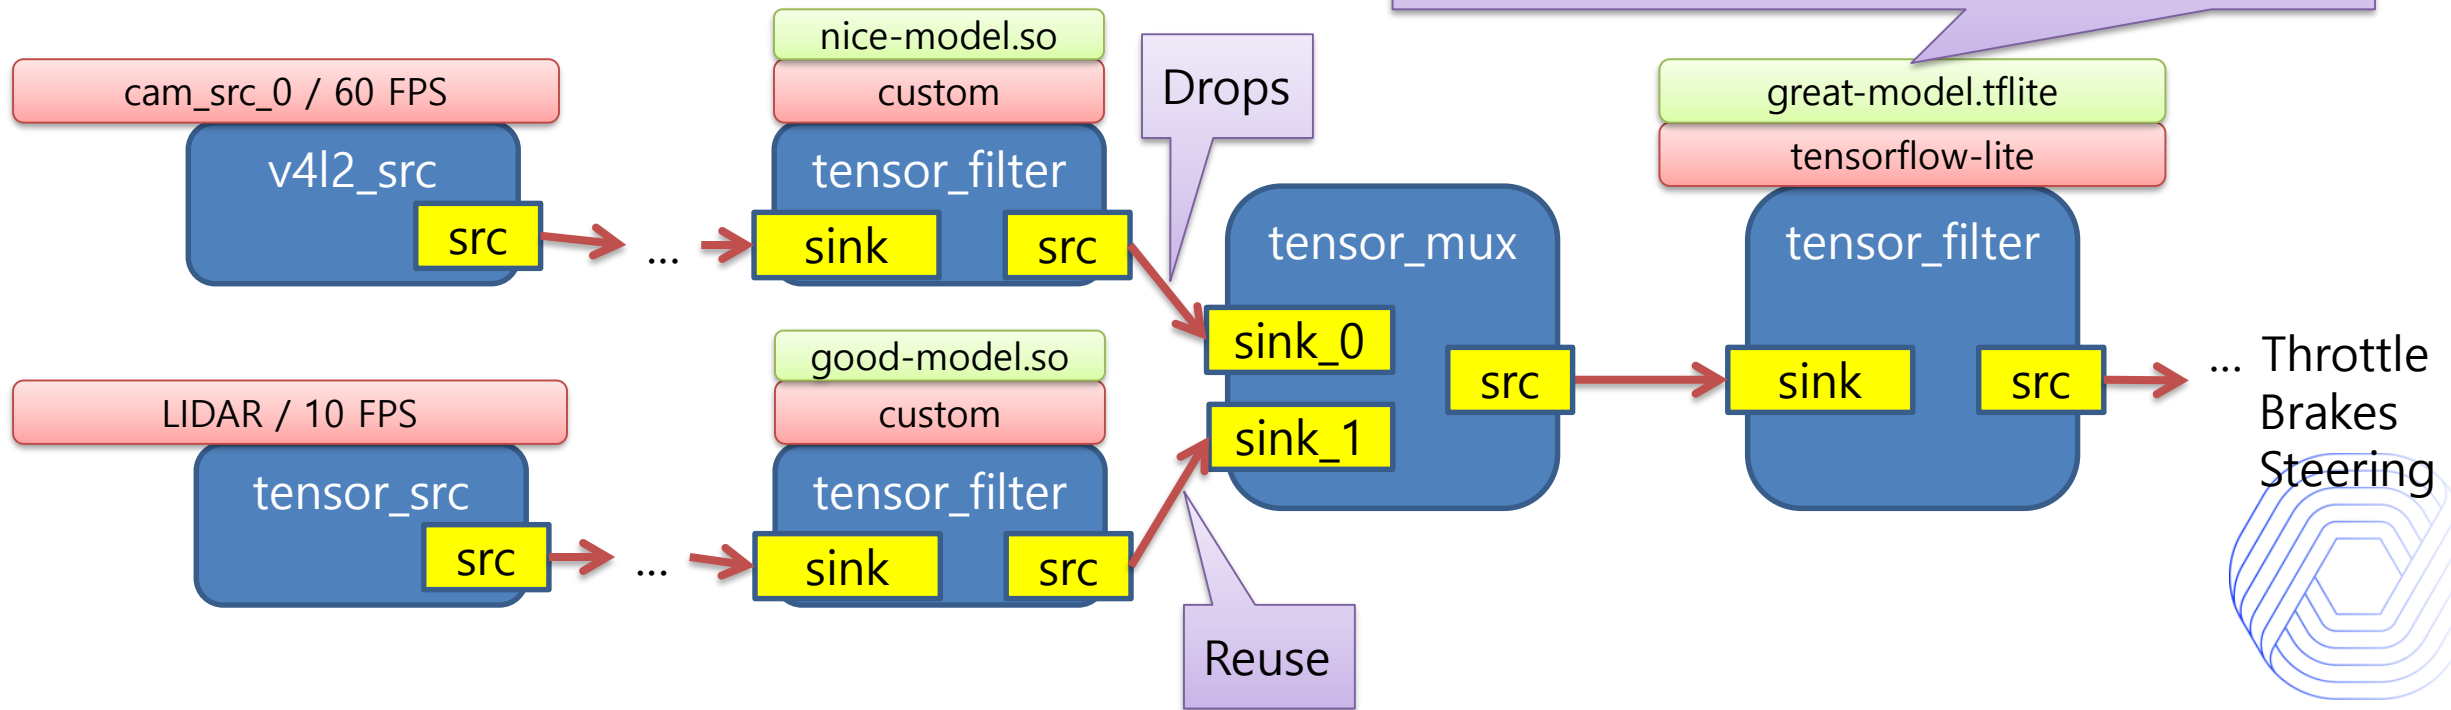 nice-model.so
cam_src_0 / 60 FPS
custom
Drops
great-model.tflite
v4l2_src
tensor_filter
tensorflow-lite
src
...
sink
src
tensor_mux
tensor_filter
sink_0
good-model.so
src
sink
src
... Throttle
LIDAR / 10 FPS
custom
sink_1
Brakes
tensor_src
tensor_filter
Steering
src
...
sink
src
Reuse